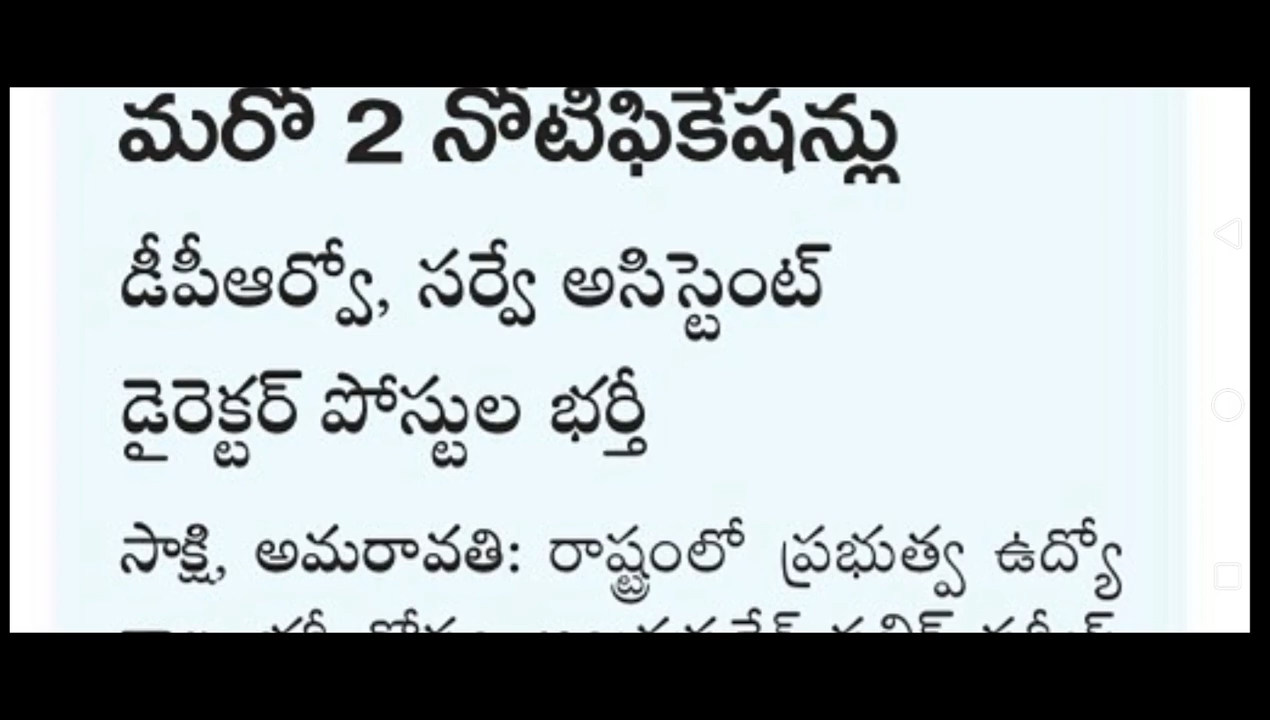 మరో 2 నోటిఫికేషన్లు
డీపీఆర్వో, సర్వే అసిస్టెంట్
డైరెక్టర్ పోస్టుల భర్తీ
సాక్షి, అమరావతి: రాష్ట్రంలో ప్రభుత్వ ఉద్యో